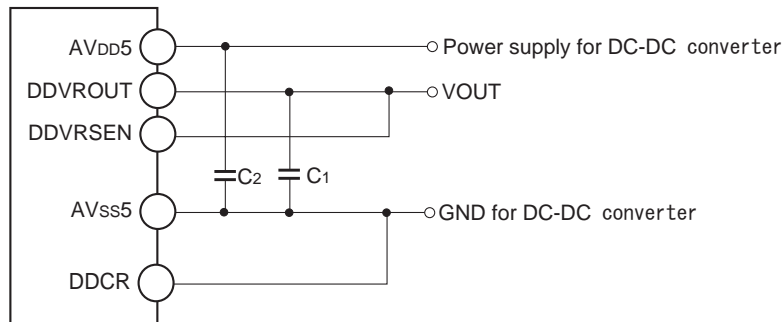 AVDD5
Power supply for DC-DC converter
DDVROUT
VOUT
DDVRSEN
C2
C1
AVSS5
GND for DC-DC converter
DDCR